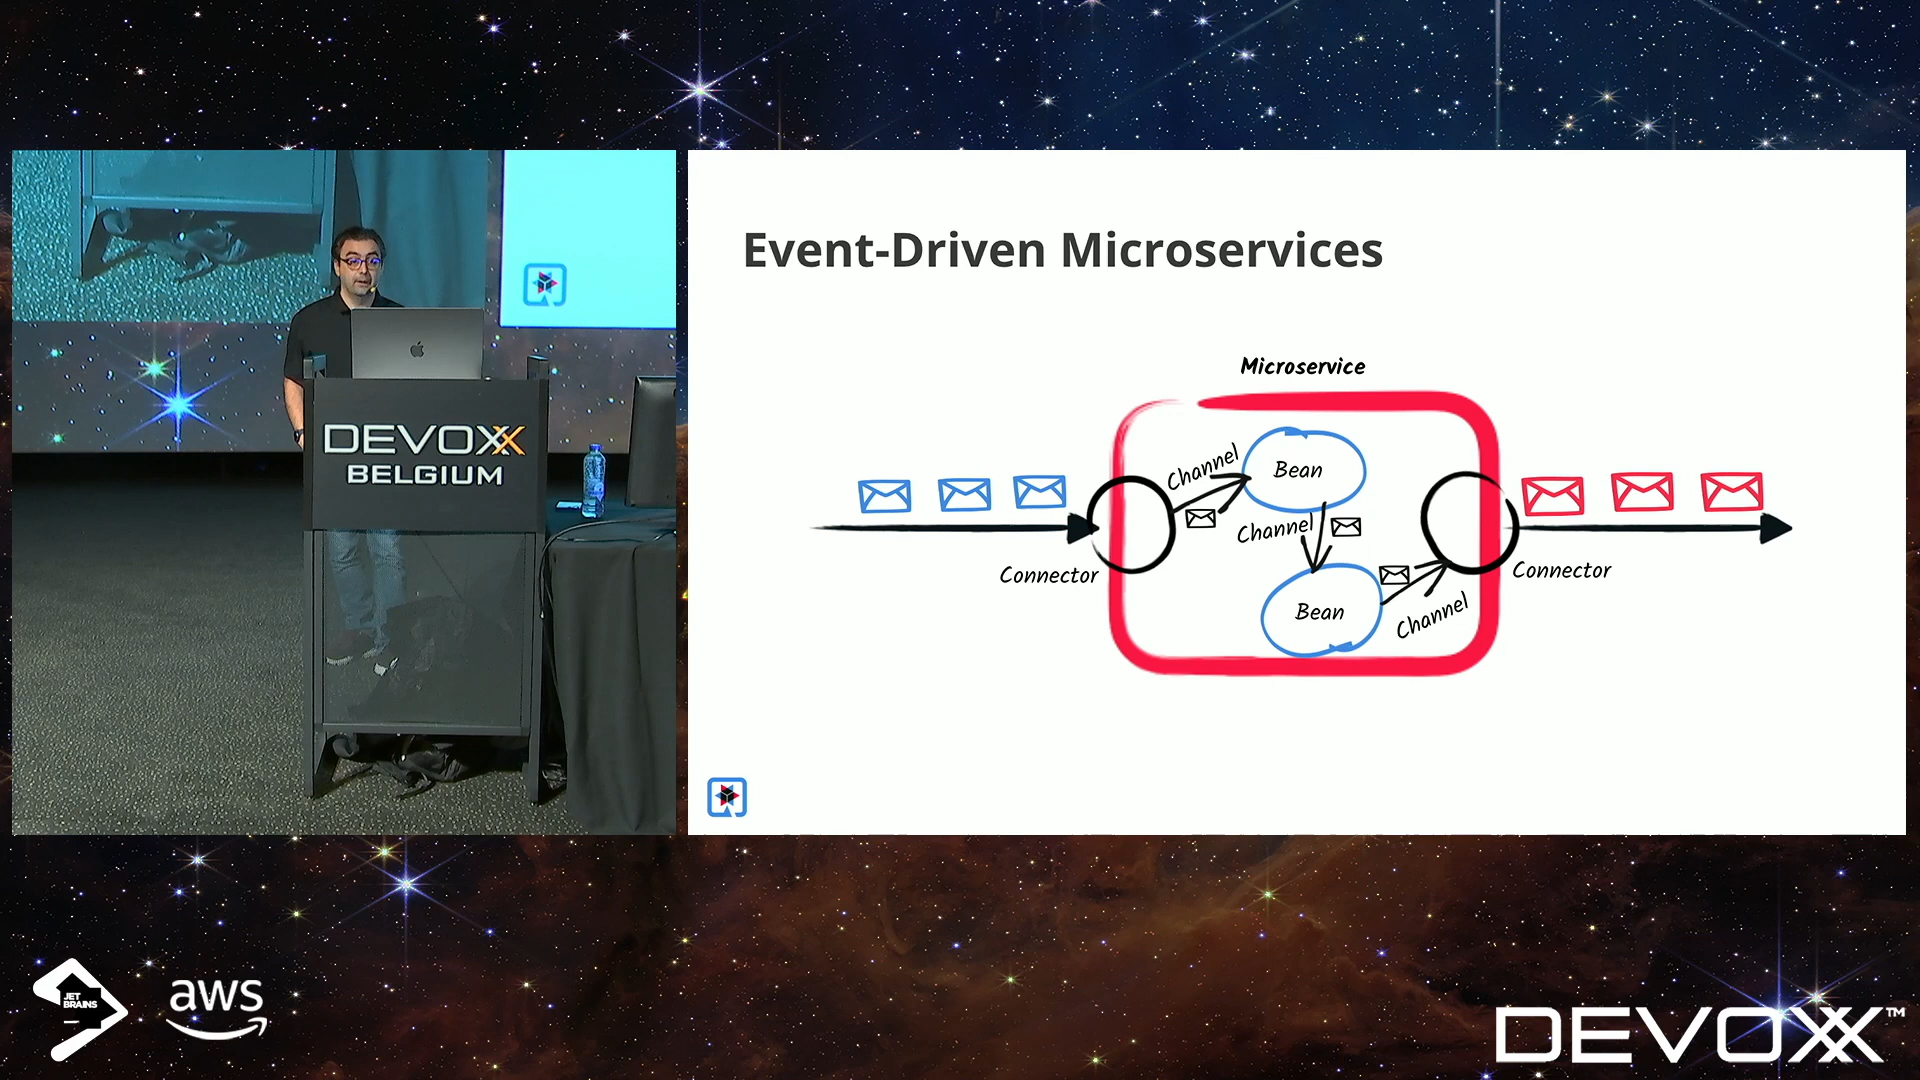 DEVOXX
BELGIUM
Event-Driven Microservices
Microservice
Channel
Bean
Channel
Connector
Bean
Channel
Connector
JET
BRAINS
aws
DEVOXX™